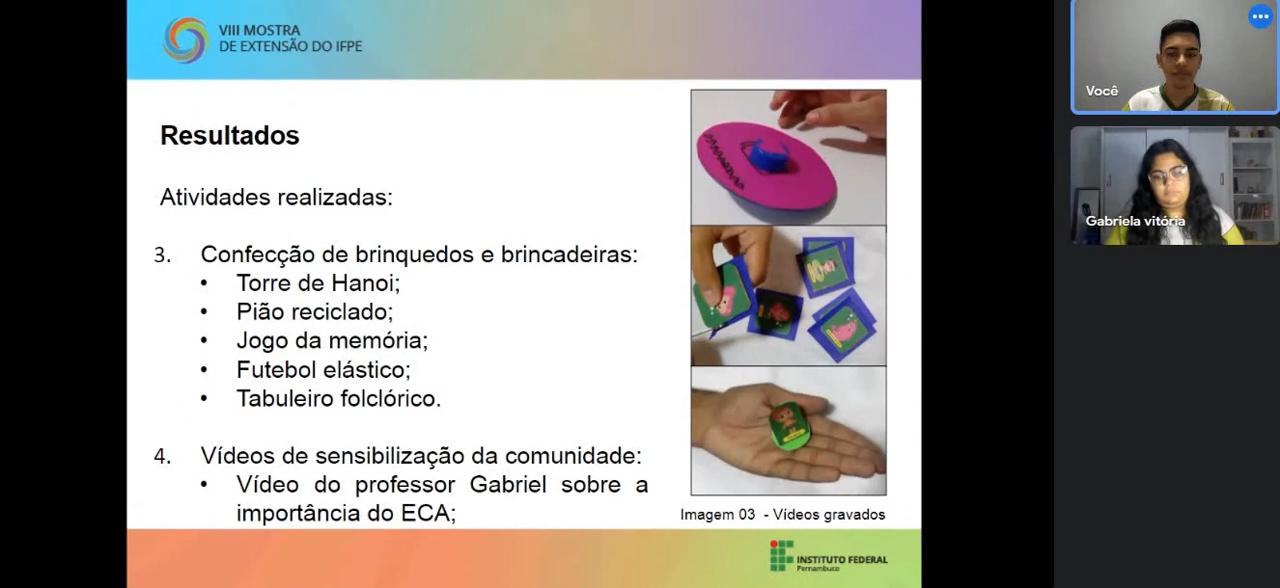 VIII MOSTRA
DE EXTENSÃO DO IFPE
Resultados
Atividades realizadas:
3. Confecção de brinquedos e brincadeiras:
• Torre de Hanoi;
• Pião reciclado;
• Jogo da memória;
• Futebol elástico;
• Tabuleiro folclórico.
4. Vídeos de sensibilização da comunidade:
• Vídeo do professor Gabriel sobre a
importância do ECA;
Imagem 03 - Vídeos gravados
INSTITUTO FEDERAL
Pernambuco
Você
Gabriela vitória